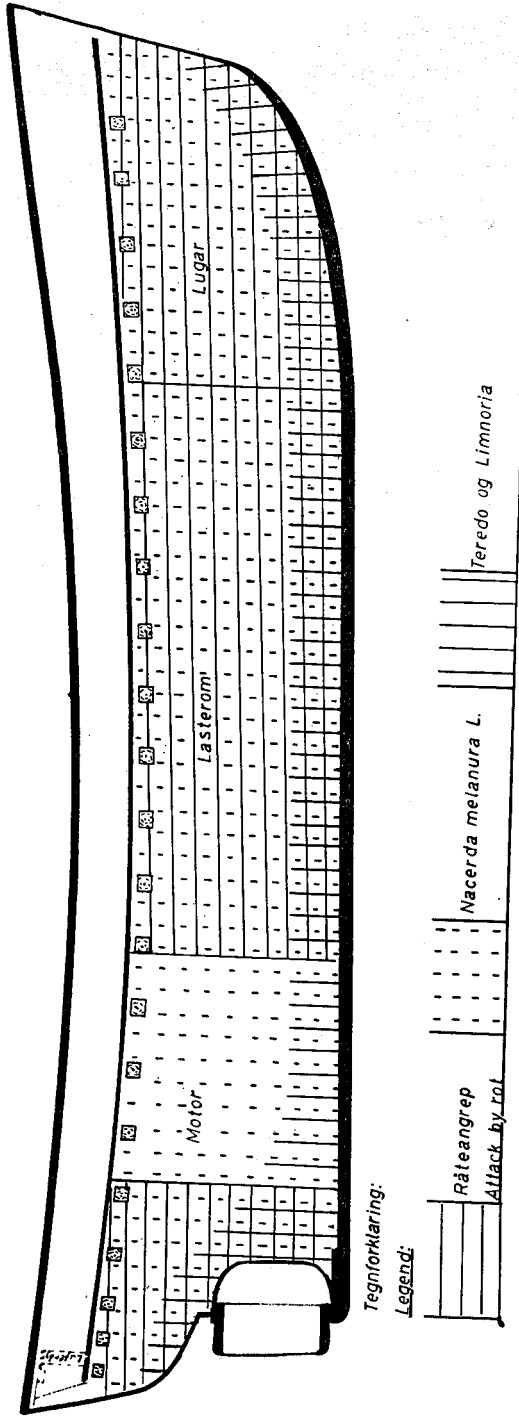 Motor
Lasterom
Lugar
Tegnforklaring:
Legend:
Råteangrep
Attack by rot
Nacerda melanura L.
Teredo og Limnoria